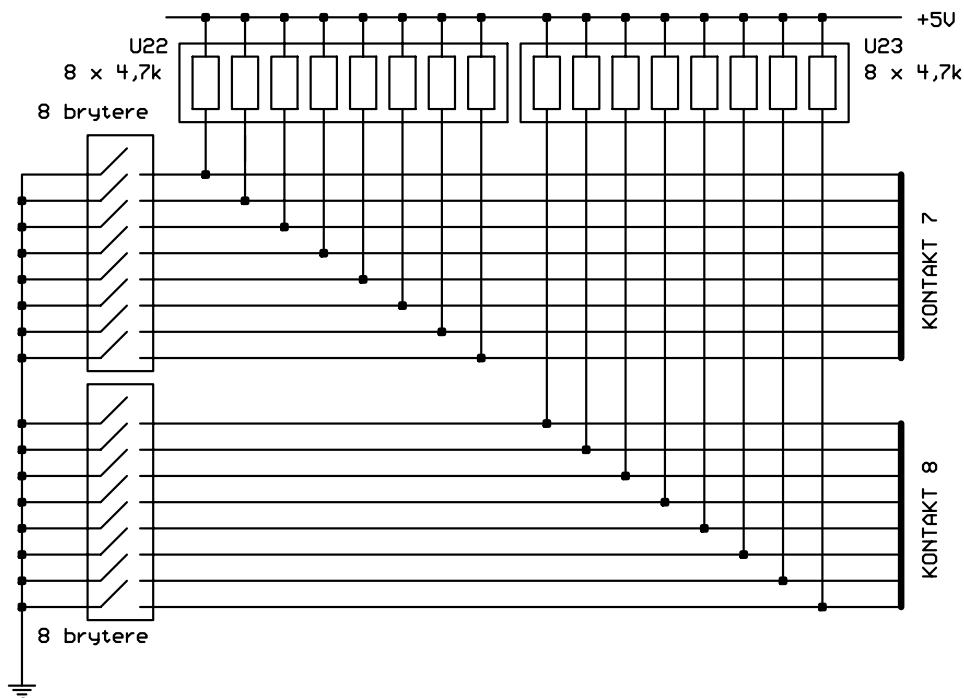 +5V
U22
8 x 4,7k
U23
8 x 4,7k
8 brytere
KONTAKT 7
KONTAKT 8
8 brytere